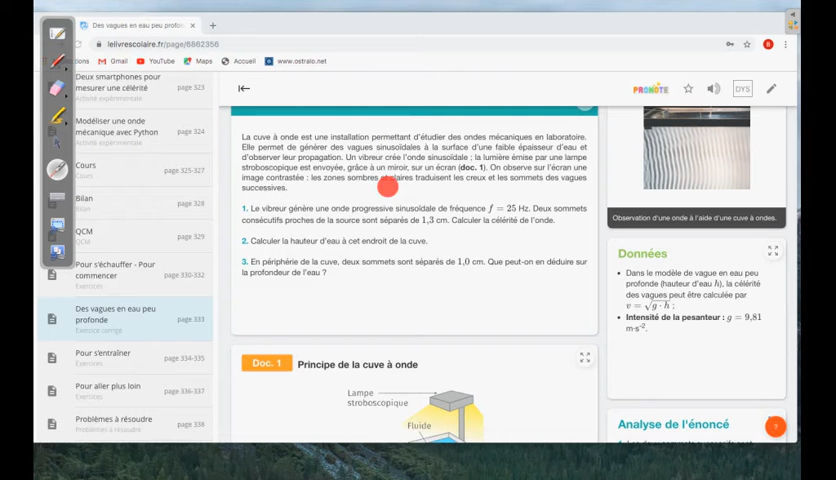 Des vagues en eau peu profon
lelivrescolaire.fr/page/6862356
B
Gmail
YouTube
Maps
Accueil
www.ostralo.net
Deux smartphones pour
mesurer une célérité
Activité expérimentale
page 323
Modéliser une onde
mécanique avec Python
Activité expérimentale
page 324
Cours
Cours
page 325-327
Bilan
Bilan
page 328
QCM
QCM
page 329
Pour s'échauffer - Pour
commencer
Exercices
page 330-332
Des vagues en eau peu
profonde
Exercice corrigé
page 333
Pour s'entraîner
Exercices
page 334-335
Pour aller plus loin
Exercices
page 336-337
Problèmes à résoudre
Problèmes à résoudre
page 338
PRONOTE
DYS
La cuve à onde est une installation permettant d'étudier des ondes mécaniques en laboratoire.
Elle permet de générer des vagues sinusoïdales à la surface d'une faible épaisseur d'eau et
d'observer leur propagation. Un vibreur crée l'onde sinusoïdale ; la lumière émise par une lampe
stroboscopique est envoyée, grâce à un miroir, sur un écran (doc. 1). On observe sur l'écran une
image contrastée : les zones sombres et claires traduisent les creux et les sommets des vagues
successives.
1. Le vibreur génère une onde progressive sinusoïdale de fréquence f = 25 Hz. Deux sommets
consécutifs proches de la source sont séparés de 1,3 cm. Calculer la célérité de l'onde.
2. Calculer la hauteur d'eau à cet endroit de la cuve.
3. En périphérie de la cuve, deux sommets sont séparés de 1,0 cm. Que peut-on en déduire sur
la profondeur de l'eau ?
Doc. 1 Principe de la cuve à onde
Lampe
stroboscopique
Fluide
Observation d'une onde à l'aide d'une cuve à ondes.
Données
• Dans le modèle de vague en eau peu
profonde (hauteur d'eau h), la célérité
des vagues peut être calculée par
v = √g · h ;
• Intensité de la pesanteur : g = 9,81
m·s⁻².
Analyse de l'énoncé
?